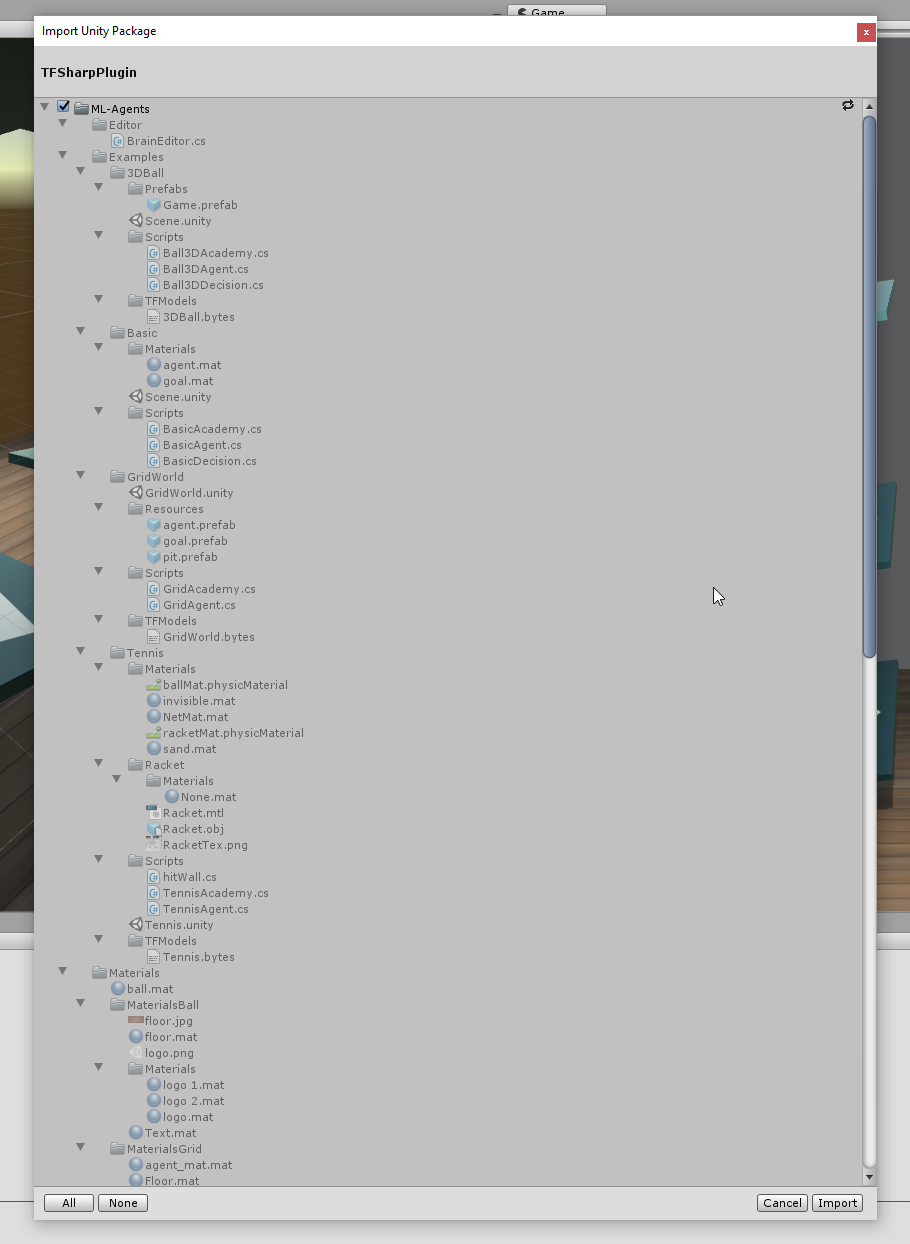 Game
Import Unity Package
x
TFSharpPlugin
ML-Agents
Editor
BrainEditor.cs
Examples
3DBall
Prefabs
Game.prefab
Scene.unity
Scripts
Ball3DAcademy.cs
Ball3DAgent.cs
Ball3DDecision.cs
TFModels
3DBall.bytes
Basic
Materials
agent.mat
goal.mat
Scene.unity
Scripts
BasicAcademy.cs
BasicAgent.cs
BasicDecision.cs
GridWorld
GridWorld.unity
Resources
agent.prefab
goal.prefab
pit.prefab
Scripts
GridAcademy.cs
GridAgent.cs
TFModels
GridWorld.bytes
Tennis
Materials
ballMat.physicMaterial
invisible.mat
NetMat.mat
racketMat.physicMaterial
sand.mat
Racket
Materials
None.mat
Racket.mtl
Racket.obj
RacketTex.png
Scripts
hitWall.cs
TennisAcademy.cs
TennisAgent.cs
Tennis.unity
TFModels
Tennis.bytes
Materials
ball.mat
MaterialsBall
floor.jpg
floor.mat
logo.png
Materials
logo 1.mat
logo 2.mat
logo.mat
Text.mat
MaterialsGrid
agent_mat.mat
Floor.mat
All None Cancel Import